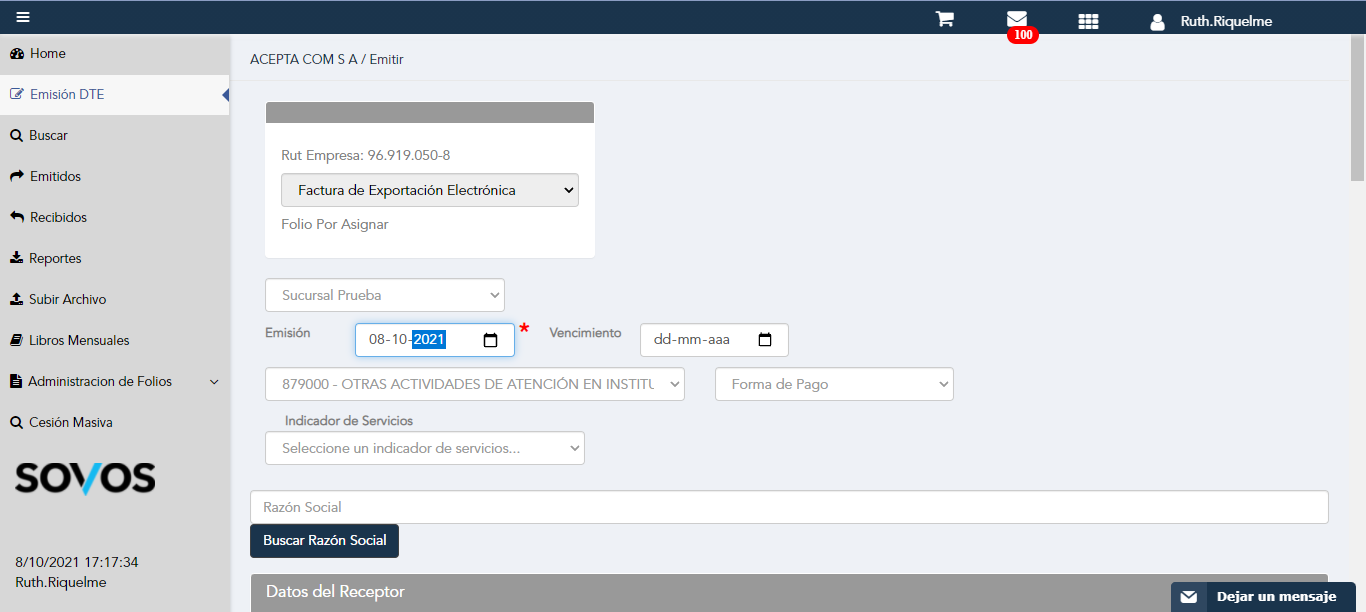 Ruth.Riquelme
100
Home
Emisión DTE
Buscar
Emitidos
Recibidos
Reportes
Subir Archivo
Libros Mensuales
Administracion de Folios
Cesión Masiva
SOVOS
8/10/2021 17:17:34
Ruth.Riquelme
ACEPTA COM S A / Emitir
Rut Empresa: 96.919.050-8
Factura de Exportación Electrónica
Folio Por Asignar
Sucursal Prueba
Emisión 08-10-2021 * Vencimiento dd-mm-aaa
879000 - OTRAS ACTIVIDADES DE ATENCIÓN EN INSTITU Forma de Pago
Indicador de Servicios
Seleccione un indicador de servicios...
Razón Social
Buscar Razón Social
Datos del Receptor
Dejar un mensaje